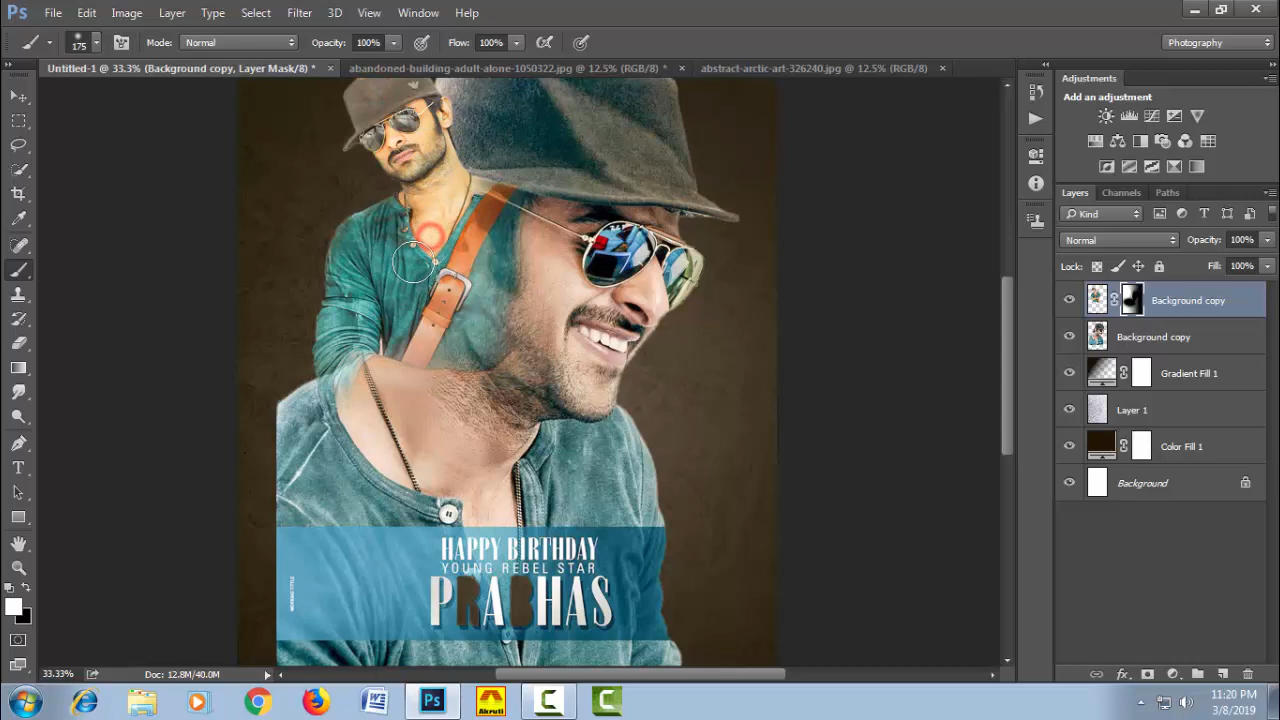 Ps File Edit Image Layer Type Select Filter 3D View Window Help
175 Mode: Normal Opacity: 100% Flow: 100% Photography
Untitled-1 @ 33.3% (Background copy, Layer Mask/8) * × abandoned-building-adult-alone-1050322.jpg @ 12.5% (RGB/8) * × abstract-arctic-art-326240.jpg @ 12.5% (RGB/8) ×
Adjustments
Add an adjustment
Layers Channels Paths
Kind
Normal Opacity: 100%
Lock: Fill: 100%
Background copy
Background copy
Gradient Fill 1
Layer 1
Color Fill 1
Background
HAPPY BIRTHDAY
YOUNG REBEL STAR
PRABHAS
33.33% Doc: 12.8M/40.0M
Ps Akruti C C
11:20 PM
3/8/2019